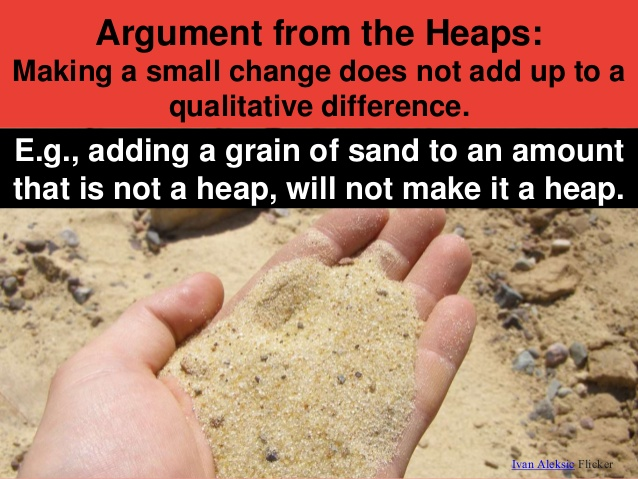 Argument from the Heaps:
Making a small change does not add up to a
qualitative difference.
E.g., adding a grain of sand to an amount
that is not a heap, will not make it a heap.
Ivan Aleksic Flicker